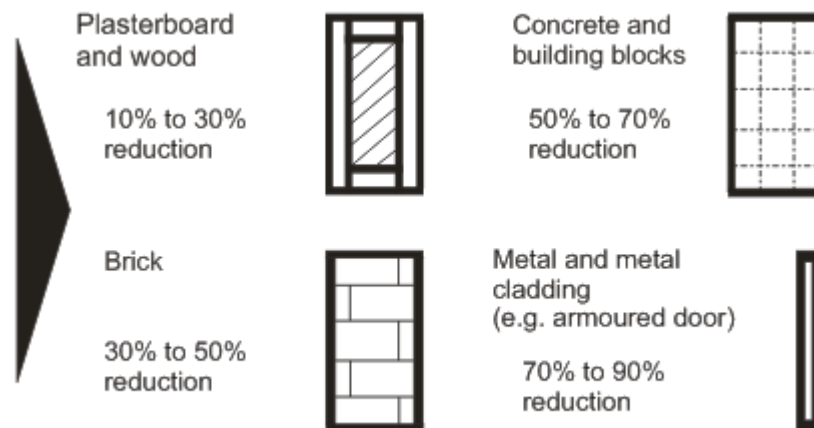 Plasterboard
and wood
10% to 30%
reduction
Concrete and
building blocks
50% to 70%
reduction
Brick
30% to 50%
reduction
Metal and metal
cladding
(e.g. armoured door)
70% to 90%
reduction